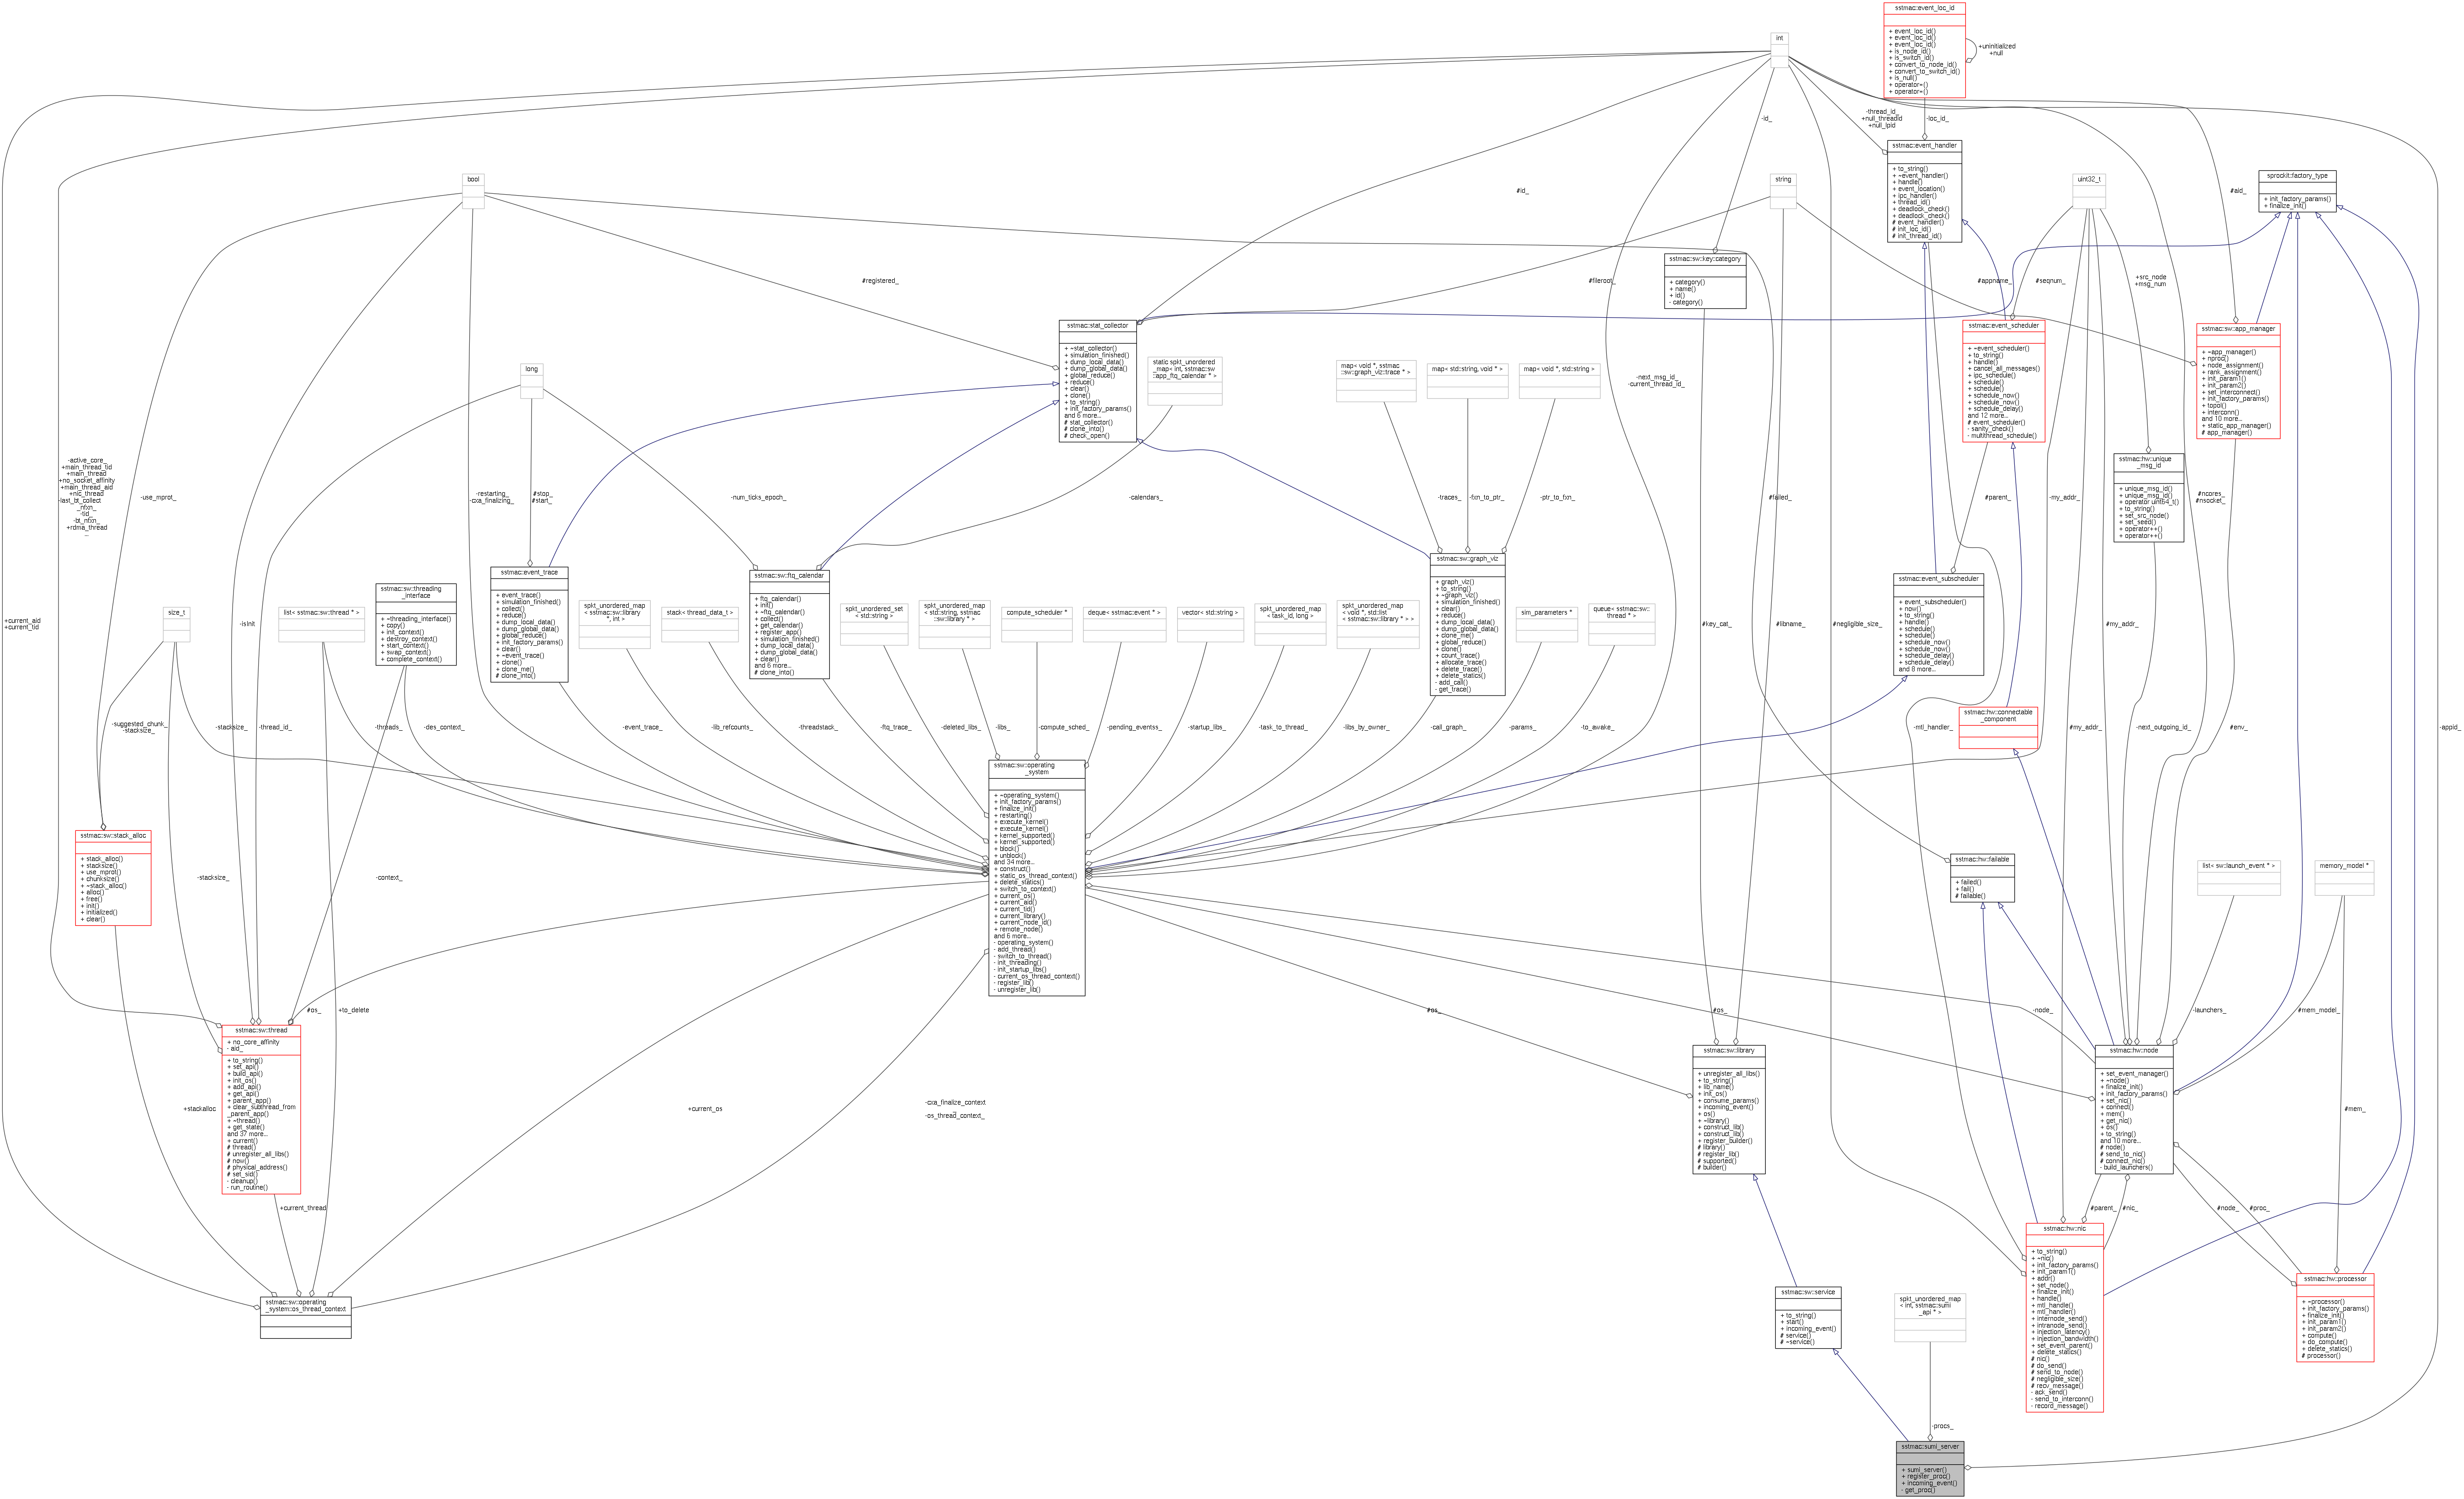 sstmac::event_loc_id
+ event_loc_id()
+ event_loc_id()
+ event_loc_id()
+ is_node_id()
+ is_switch_id()
+ convert_to_node_id()
+ convert_to_switch_id()
+ is_null()
+ operator+()
+ operator+()
+uninitialized
+null
int
-thread_id_
+null_threadid
+null_lpid
-loc_id_
-id_
sstmac::event_handler
+ to_string()
+ ~event_handler()
+ handle()
+ event_location()
+ ipc_handler()
+ thread_id()
+ deadlock_check()
+ deadlock_check()
# event_handler()
# init_loc_id()
# init_thread_id()
bool
string
uint32_t
sprockit::factory_type
+ init_factory_params()
+ finalize_init()
#id_
#aid_
sstmac::sw::key::category
+ category()
+ name()
+ id()
- category()
#registered_
#fileroot_
#appname_
#seqnum_
+src_node
+msg_num
sstmac::stat_collector
+ ~stat_collector()
+ simulation_finished()
+ dump_local_data()
+ dump_global_data()
+ global_reduce()
+ reduce()
+ clear()
+ clone()
+ to_string()
+ init_factory_params()
and 6 more...
# stat_collector()
# clone_into()
# check_open()
sstmac::event_scheduler
+ ~event_scheduler()
+ to_string()
+ handle()
+ cancel_all_messages()
+ ipc_schedule()
+ schedule()
+ schedule()
+ schedule_now()
+ schedule_now()
+ schedule_delay()
and 12 more...
# event_scheduler()
- sanity_check()
- multithread_schedule()
sstmac::sw::app_manager
+ ~app_manager()
+ nproc()
+ node_assignment()
+ rank_assignment()
+ init_param1()
+ init_param2()
+ set_interconnect()
+ init_factory_params()
+ topol()
+ interconn()
and 10 more...
+ static_app_manager()
# app_manager()
long
static spkt_unordered
_map< int, sstmac::sw
::app_ftq_calendar * >
map< void *, sstmac
::sw::graph_viz::trace * >
map< std::string, void * >
map< void *, std::string >
-next_msg_id_
-current_thread_id_
-active_core_
+main_thread_tid
+main_thread
+no_socket_affinity
+main_thread_aid
+nic_thread
-last_bt_collect
_nfxn_
-tid_
-bt_nfxn_
+rdma_thread
_
-use_mprot_
-restarting_
-cxa_finalizing_
#stop_
#start_
-num_ticks_epoch_
-calendars_
-traces_
-fxn_to_ptr_
-ptr_to_fxn_
#failed_
#parent_
-my_addr_
#ncores_
#nsocket_
sstmac::hw::unique
_msg_id
+ unique_msg_id()
+ unique_msg_id()
+ operator uint64_t()
+ to_string()
+ set_src_node()
+ set_seed()
+ operator++()
+ operator++()
sstmac::sw::threading
_interface
+ ~threading_interface()
+ copy()
+ init_context()
+ destroy_context()
+ start_context()
+ swap_context()
+ complete_context()
sstmac::event_trace
+ event_trace()
+ simulation_finished()
+ collect()
+ reduce()
+ dump_local_data()
+ dump_global_data()
+ global_reduce()
+ init_factory_params()
+ clear()
+ ~event_trace()
+ clone()
+ clone_me()
# clone_into()
sstmac::sw::ftq_calendar
+ ftq_calendar()
+ init()
+ ~ftq_calendar()
+ collect()
+ get_calendar()
+ register_app()
+ simulation_finished()
+ dump_local_data()
+ dump_global_data()
+ clear()
and 6 more...
# clone_into()
sstmac::sw::graph_viz
+ graph_viz()
+ to_string()
+ ~graph_viz()
+ simulation_finished()
+ clear()
+ reduce()
+ dump_local_data()
+ dump_global_data()
+ clone_me()
+ global_reduce()
+ clone()
+ count_trace()
+ allocate_trace()
+ delete_trace()
+ delete_statics()
- add_call()
- get_trace()
sstmac::event_subscheduler
+ event_subscheduler()
+ now()
+ to_string()
+ handle()
+ schedule()
+ schedule()
+ schedule_now()
+ schedule_now()
+ schedule_delay()
+ schedule_delay()
and 8 more...
size_t
list< sstmac::sw::thread * >
spkt_unordered_map
< sstmac::sw::library
*, int >
stack< thread_data_t >
spkt_unordered_set
< std::string >
spkt_unordered_map
< std::string, sstmac
::sw::library * >
compute_scheduler *
deque< sstmac::event * >
vector< std::string >
spkt_unordered_map
< task_id, long >
spkt_unordered_map
< void *, std::list
< sstmac::sw::library * > >
sim_parameters *
queue< sstmac::sw::
thread * >
+current_aid
+current_tid
-isInit
#key_cat_
#libname_
#negligible_size_
#my_addr_
-suggested_chunk_
-stacksize_
-stacksize_
-thread_id_
-threads_
-des_context_
-event_trace_
-lib_refcounts_
-threadstack_
-ftq_trace_
-deleted_libs_
-libs_
-compute_sched_
-pending_eventss_
-startup_libs_
-task_to_thread_
-libs_by_owner_
-call_graph_
-params_
-to_awake_
-mtl_handler_
sstmac::hw::connectable
_component
#my_addr_
-next_outgoing_id_
#env_
-appid_
sstmac::sw::operating
_system
+ ~operating_system()
+ init_factory_params()
+ finalize_init()
+ restarting()
+ execute_kernel()
+ execute_kernel()
+ kernel_supported()
+ kernel_supported()
+ block()
+ unblock()
and 34 more...
+ construct()
+ static_os_thread_context()
+ delete_statics()
+ switch_to_context()
+ current_os()
+ current_aid()
+ current_tid()
+ current_library()
+ current_node_id()
+ remote_node()
and 6 more...
- operating_system()
- add_thread()
- switch_to_thread()
- init_threading()
- init_startup_libs()
- current_os_thread_context()
- register_lib()
- unregister_lib()
sstmac::sw::stack_alloc
+ stack_alloc()
+ stacksize()
+ use_mprot()
+ chunksize()
+ ~stack_alloc()
+ alloc()
+ free()
+ init()
+ initialized()
+ clear()
-stacksize_
-context_
sstmac::hw::failable
+ failed()
+ fail()
# failable()
list< sw::launch_event * >
memory_model *
#os_
+to_delete
#os_
#os_
-node_
-launchers_
#mem_model_
sstmac::sw::thread
+ no_core_affinity
- aid_
+ to_string()
+ set_api()
+ build_api()
+ init_os()
+ add_api()
+ get_api()
+ parent_app()
+ clear_subthread_from
_parent_app()
+ ~thread()
+ get_state()
and 37 more...
+ current()
# thread()
# unregister_all_libs()
# now()
# physical_address()
# set_sid()
- cleanup()
- run_routine()
sstmac::sw::library
+ unregister_all_libs()
+ to_string()
+ lib_name()
+ init_os()
+ consume_params()
+ incoming_event()
+ os()
+ ~library()
+ construct_lib()
+ construct_lib()
+ register_builder()
# library()
# register_lib()
# supported()
# builder()
sstmac::hw::node
+ set_event_manager()
+ ~node()
+ finalize_init()
+ init_factory_params()
+ set_nic()
+ connect()
+ mem()
+ get_nic()
+ os()
+ to_string()
and 10 more...
# node()
# send_to_nic()
# connect_nic()
- build_launchers()
+stackalloc
+current_os
-cxa_finalize_context
_
-os_thread_context_
#mem_
+current_thread
#parent_
#nic_
#node_
#proc_
sstmac::hw::nic
+ to_string()
+ ~nic()
+ init_factory_params()
+ init_param1()
+ addr()
+ set_node()
+ finalize_init()
+ handle()
+ mtl_handle()
+ mtl_handler()
+ internode_send()
+ intranode_send()
+ injection_latency()
+ injection_bandwidth()
+ set_event_parent()
+ delete_statics()
# nic()
# do_send()
# send_to_node()
# negligible_size()
# recv_message()
- ack_send()
- send_to_interconn()
- record_message()
sstmac::hw::processor
+ ~processor()
+ init_factory_params()
+ finalize_init()
+ init_param1()
+ init_param2()
+ compute()
+ do_compute()
+ delete_statics()
# processor()
sstmac::sw::operating
_system::os_thread_context
sstmac::sw::service
+ to_string()
+ start()
+ incoming_event()
# service()
# ~service()
spkt_unordered_map
< int, sstmac::sumi
_api * >
-procs_
sstmac::sumi_server
+ sumi_server()
+ register_proc()
+ incoming_event()
- get_proc()